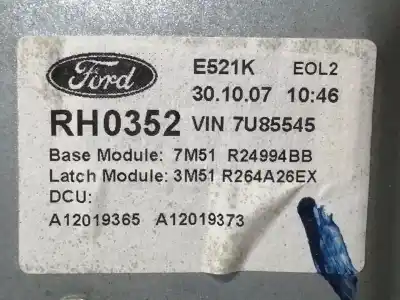 Ford E521K EOL2
30.10.07 10:46
RH0352 VIN 7U85545
Base Module: 7M51 R24994BB
Latch Module: 3M51 R264A26EX
DCU:
A12019365 A12019373